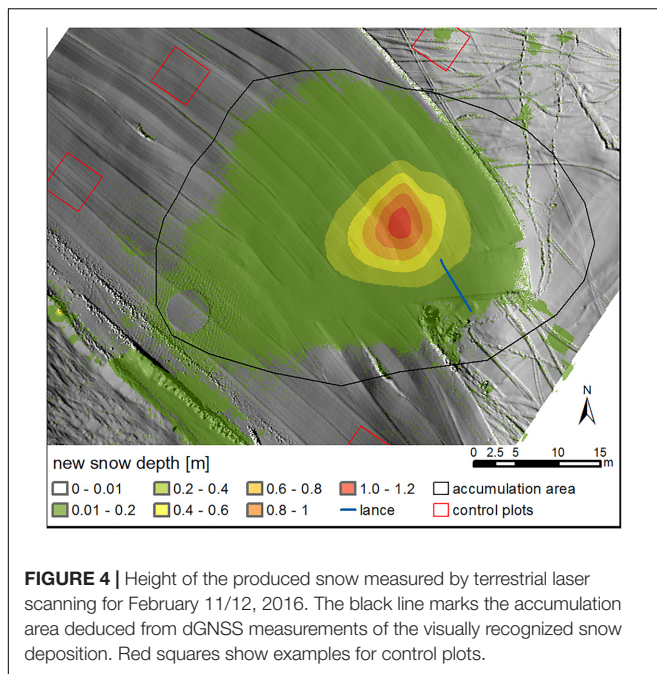 N
0 2.5 5 10 15
m
new snow depth [m]
0 - 0.01 0.2 - 0.4 0.6 - 0.8 1.0 - 1.2 accumulation area
0.01 - 0.2 0.4 - 0.6 0.8 - 1 lance control plots
FIGURE 4 | Height of the produced snow measured by terrestrial laser
scanning for February 11/12, 2016. The black line marks the accumulation
area deduced from dGNSS measurements of the visually recognized snow
deposition. Red squares show examples for control plots.